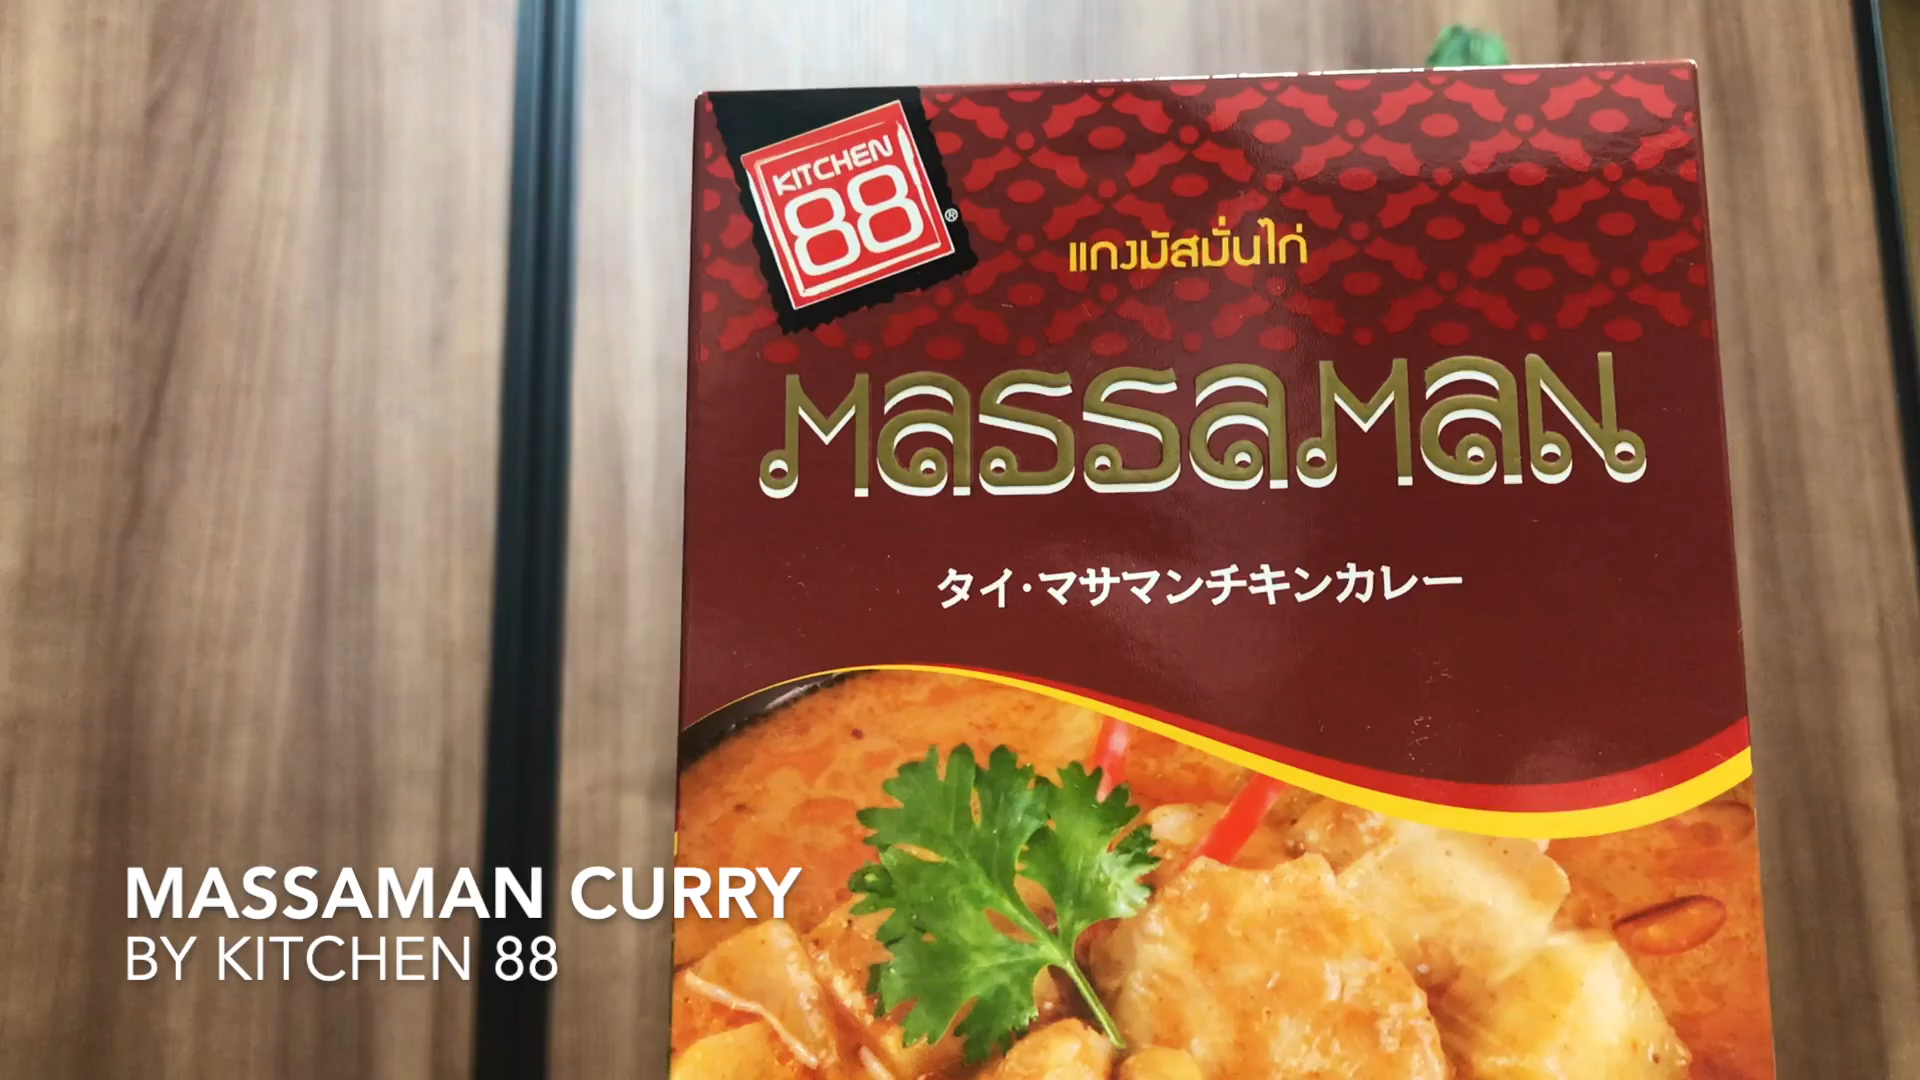 KITCHEN
88®
แกงมัสมั่นไก่
MASSAMAN
タイ・マサマンチキンカレー
MASSAMAN CURRY
BY KITCHEN 88